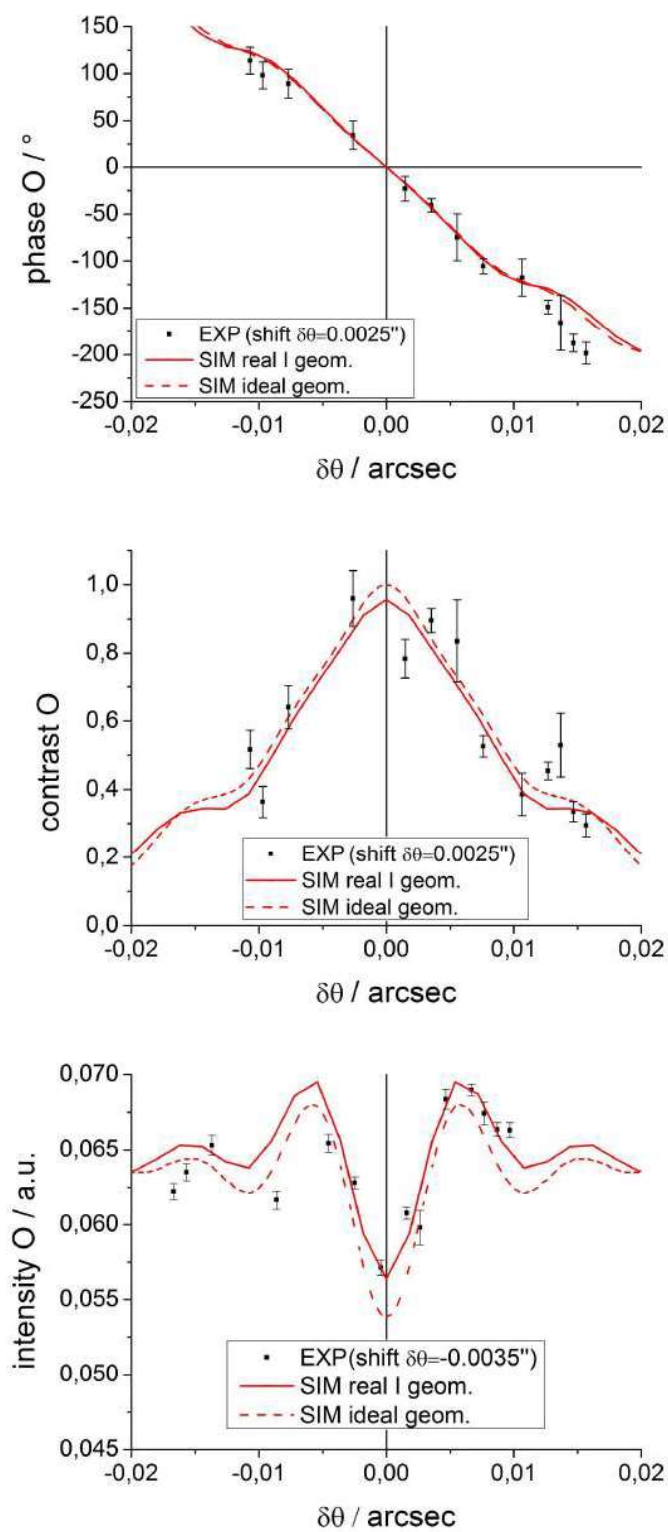 150
100
50
0
-50
-100
-150
-200
-250
phase O / °
EXP (shift δθ=0.0025")
SIM real I geom.
SIM ideal geom.
-0,02 -0,01 0,00 0,01 0,02
δθ / arcsec
1,0
0,8
0,6
0,4
0,2
0,0
contrast O
EXP (shift δθ=0.0025")
SIM real I geom.
SIM ideal geom.
-0,02 -0,01 0,00 0,01 0,02
δθ / arcsec
0,070
0,065
0,060
0,055
0,050
0,045
intensity O / a.u.
EXP(shift δθ=-0.0035")
SIM real I geom.
SIM ideal geom.
-0,02 -0,01 0,00 0,01 0,02
δθ / arcsec